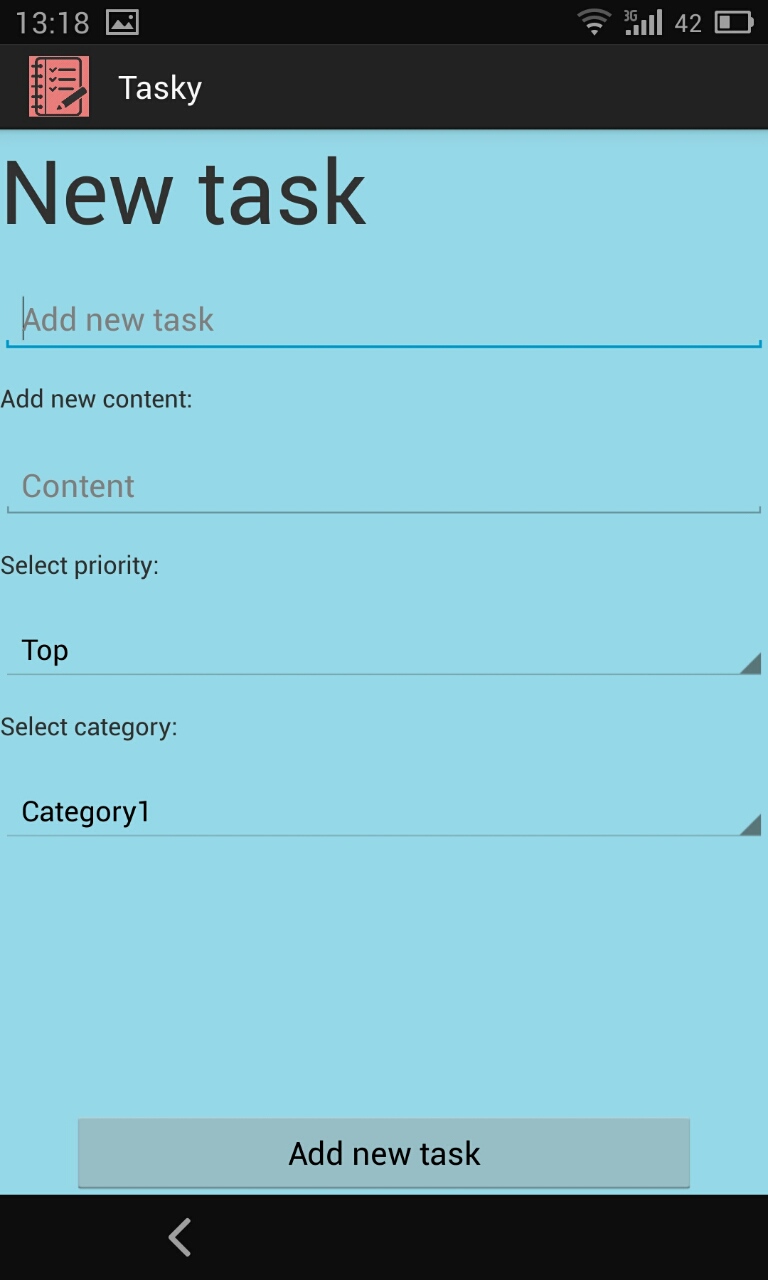 13:18
3G
42
Tasky
New task
Add new task
Add new content:
Content
Select priority:
Top
Select category:
Category1
Add new task